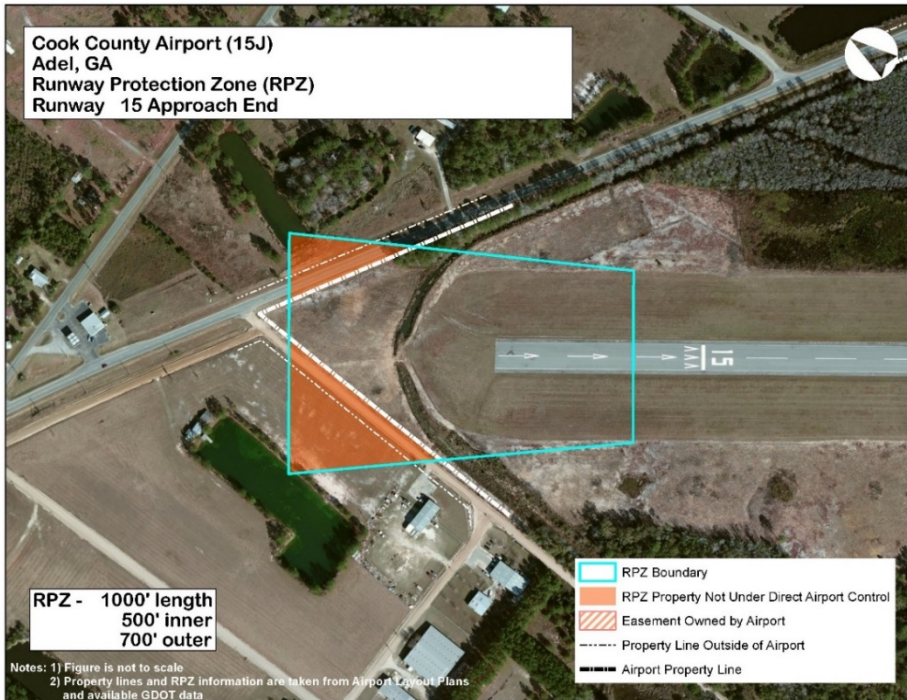 Cook County Airport (15J)
Adel, GA
Runway Protection Zone (RPZ)
Runway 15 Approach End
15
RPZ - 1000' length
500' inner
700' outer
RPZ Boundary
RPZ Property Not Under Direct Airport Control
Easement Owned by Airport
Property Line Outside of Airport
Airport Property Line
Notes: 1) Figure is not to scale
2) Property lines and RPZ information are taken from Airport Layout Plans
and available GDOT data